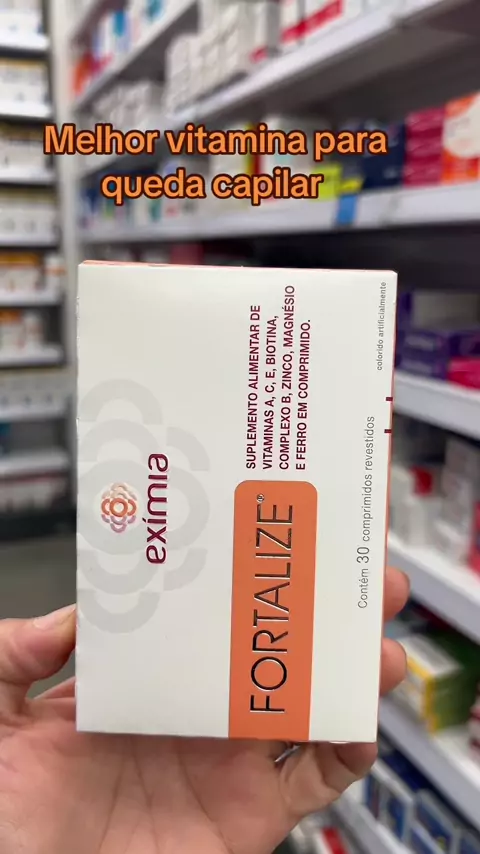 Melhor vitamina para
queda capilar
exímia
SUPLEMENTO ALIMENTAR DE
VITAMINAS A, C, E, BIOTINA,
COMPLEXO B, ZINCO, MAGNÉSIO
E FERRO EM COMPRIMIDO.
FORTALIZE®
Contém 30 comprimidos revestidos
colorido artificialmente